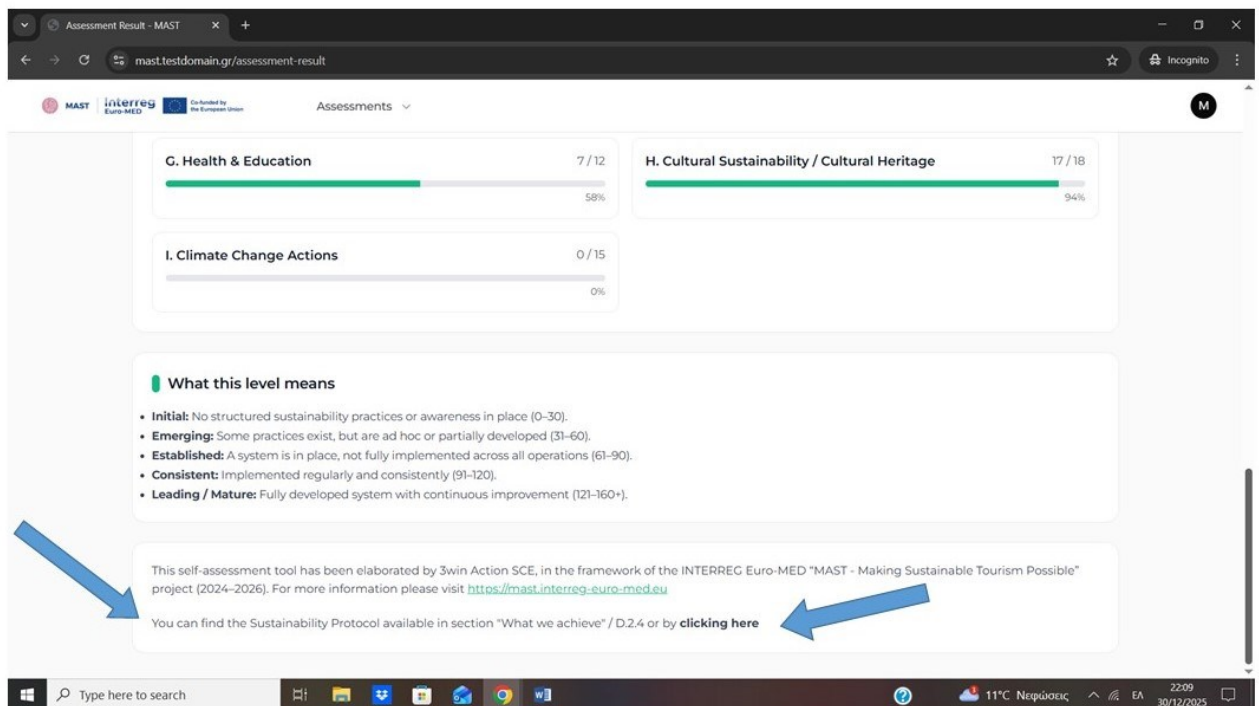 Assessment Result - MAST
mast.testdomain.gr/assessment-result
Incognito
MAST
Interreg
Euro-MED
Co-funded by
the European Union
Assessments
M
G. Health & Education
7 / 12
58%
H. Cultural Sustainability / Cultural Heritage
17 / 18
94%
I. Climate Change Actions
0 / 15
0%
What this level means
• Initial: No structured sustainability practices or awareness in place (0–30).
• Emerging: Some practices exist, but are ad hoc or partially developed (31–60).
• Established: A system is in place, not fully implemented across all operations (61–90).
• Consistent: Implemented regularly and consistently (91–120).
• Leading / Mature: Fully developed system with continuous improvement (121–160+).
This self-assessment tool has been elaborated by 3win Action SCE, in the framework of the INTERREG Euro-MED "MAST - Making Sustainable Tourism Possible"
project (2024–2026). For more information please visit https://mast.interreg-euro-med.eu
You can find the Sustainability Protocol available in section "What we achieve" / D.2.4 or by clicking here
Type here to search
11°C Νεφώσεις
ΕΛ
22:09
30/12/2025